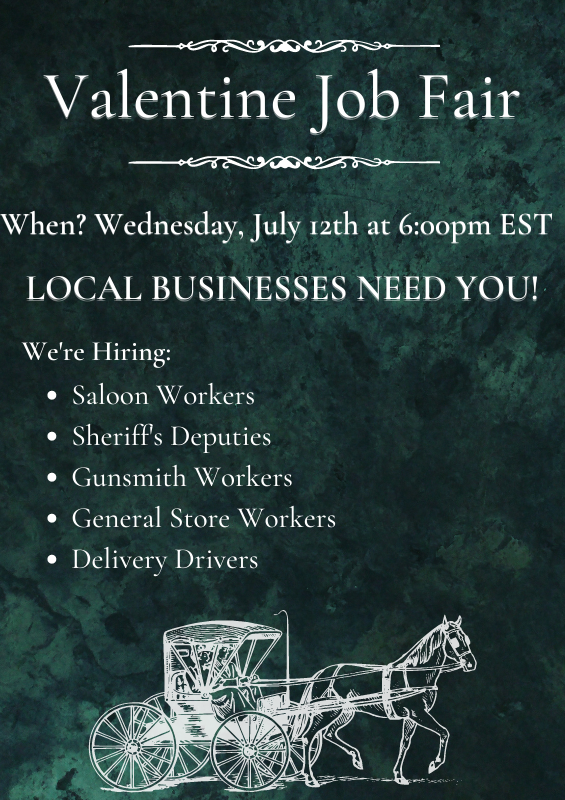 Valentine Job Fair
When? Wednesday, July 12th at 6:00pm EST
LOCAL BUSINESSES NEED YOU!
We're Hiring:
• Saloon Workers
• Sheriff's Deputies
• Gunsmith Workers
• General Store Workers
• Delivery Drivers